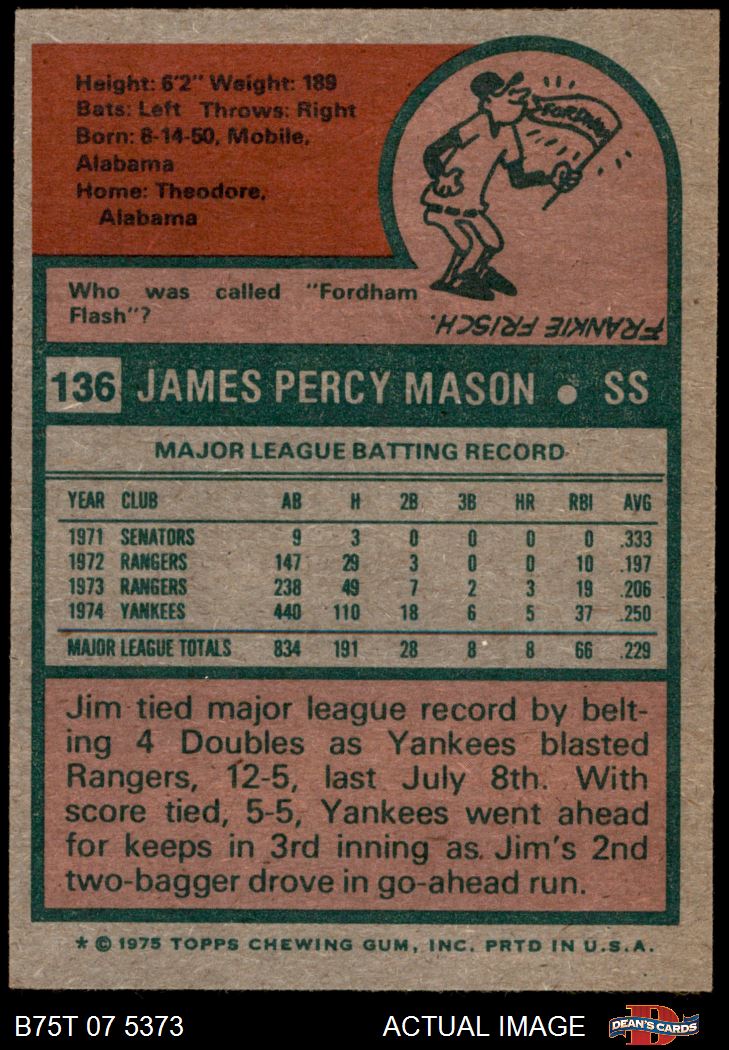 Height: 6'2" Weight: 189
Bats: Left Throws: Right
Born: 8-14-50, Mobile,
Alabama
Home: Theodore,
Alabama
FORDHAM
Who was called "Fordham
Flash"?
FRANKIE FRISCH.
136 JAMES PERCY MASON ● SS
MAJOR LEAGUE BATTING RECORD
YEAR CLUB AB H 2B 3B HR RBI AVG
1971 SENATORS 9 3 0 0 0 0 .333
1972 RANGERS 147 29 3 0 0 10 .197
1973 RANGERS 238 49 7 2 3 19 .206
1974 YANKEES 440 110 18 6 5 37 .250
MAJOR LEAGUE TOTALS 834 191 28 8 8 66 .229
Jim tied major league record by belt-
ing 4 Doubles as Yankees blasted
Rangers, 12-5, last July 8th. With
score tied, 5-5, Yankees went ahead
for keeps in 3rd inning as Jim's 2nd
two-bagger drove in go-ahead run.
* © 1975 TOPPS CHEWING GUM, INC. PRTD IN U.S.A.
B75T 07 5373 ACTUAL IMAGE D DEAN'S CARDS